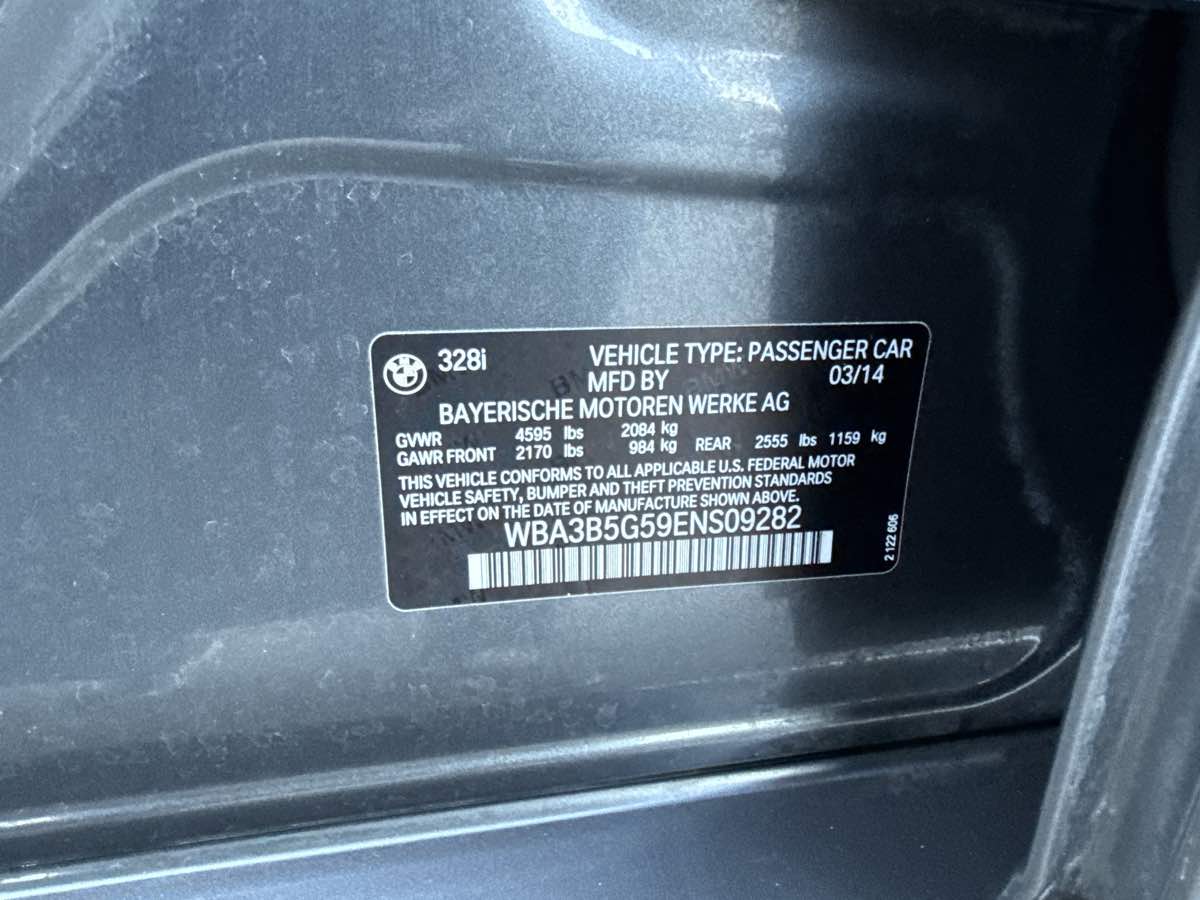 328i VEHICLE TYPE: PASSENGER CAR
MFD BY 03/14
BAYERISCHE MOTOREN WERKE AG
GVWR 4595 lbs 2084 kg
GAWR FRONT 2170 lbs 984 kg REAR 2555 lbs 1159 kg
THIS VEHICLE CONFORMS TO ALL APPLICABLE U.S. FEDERAL MOTOR
VEHICLE SAFETY, BUMPER AND THEFT PREVENTION STANDARDS
IN EFFECT ON THE DATE OF MANUFACTURE SHOWN ABOVE.
WBA3B5G59ENS09282
2 122 606